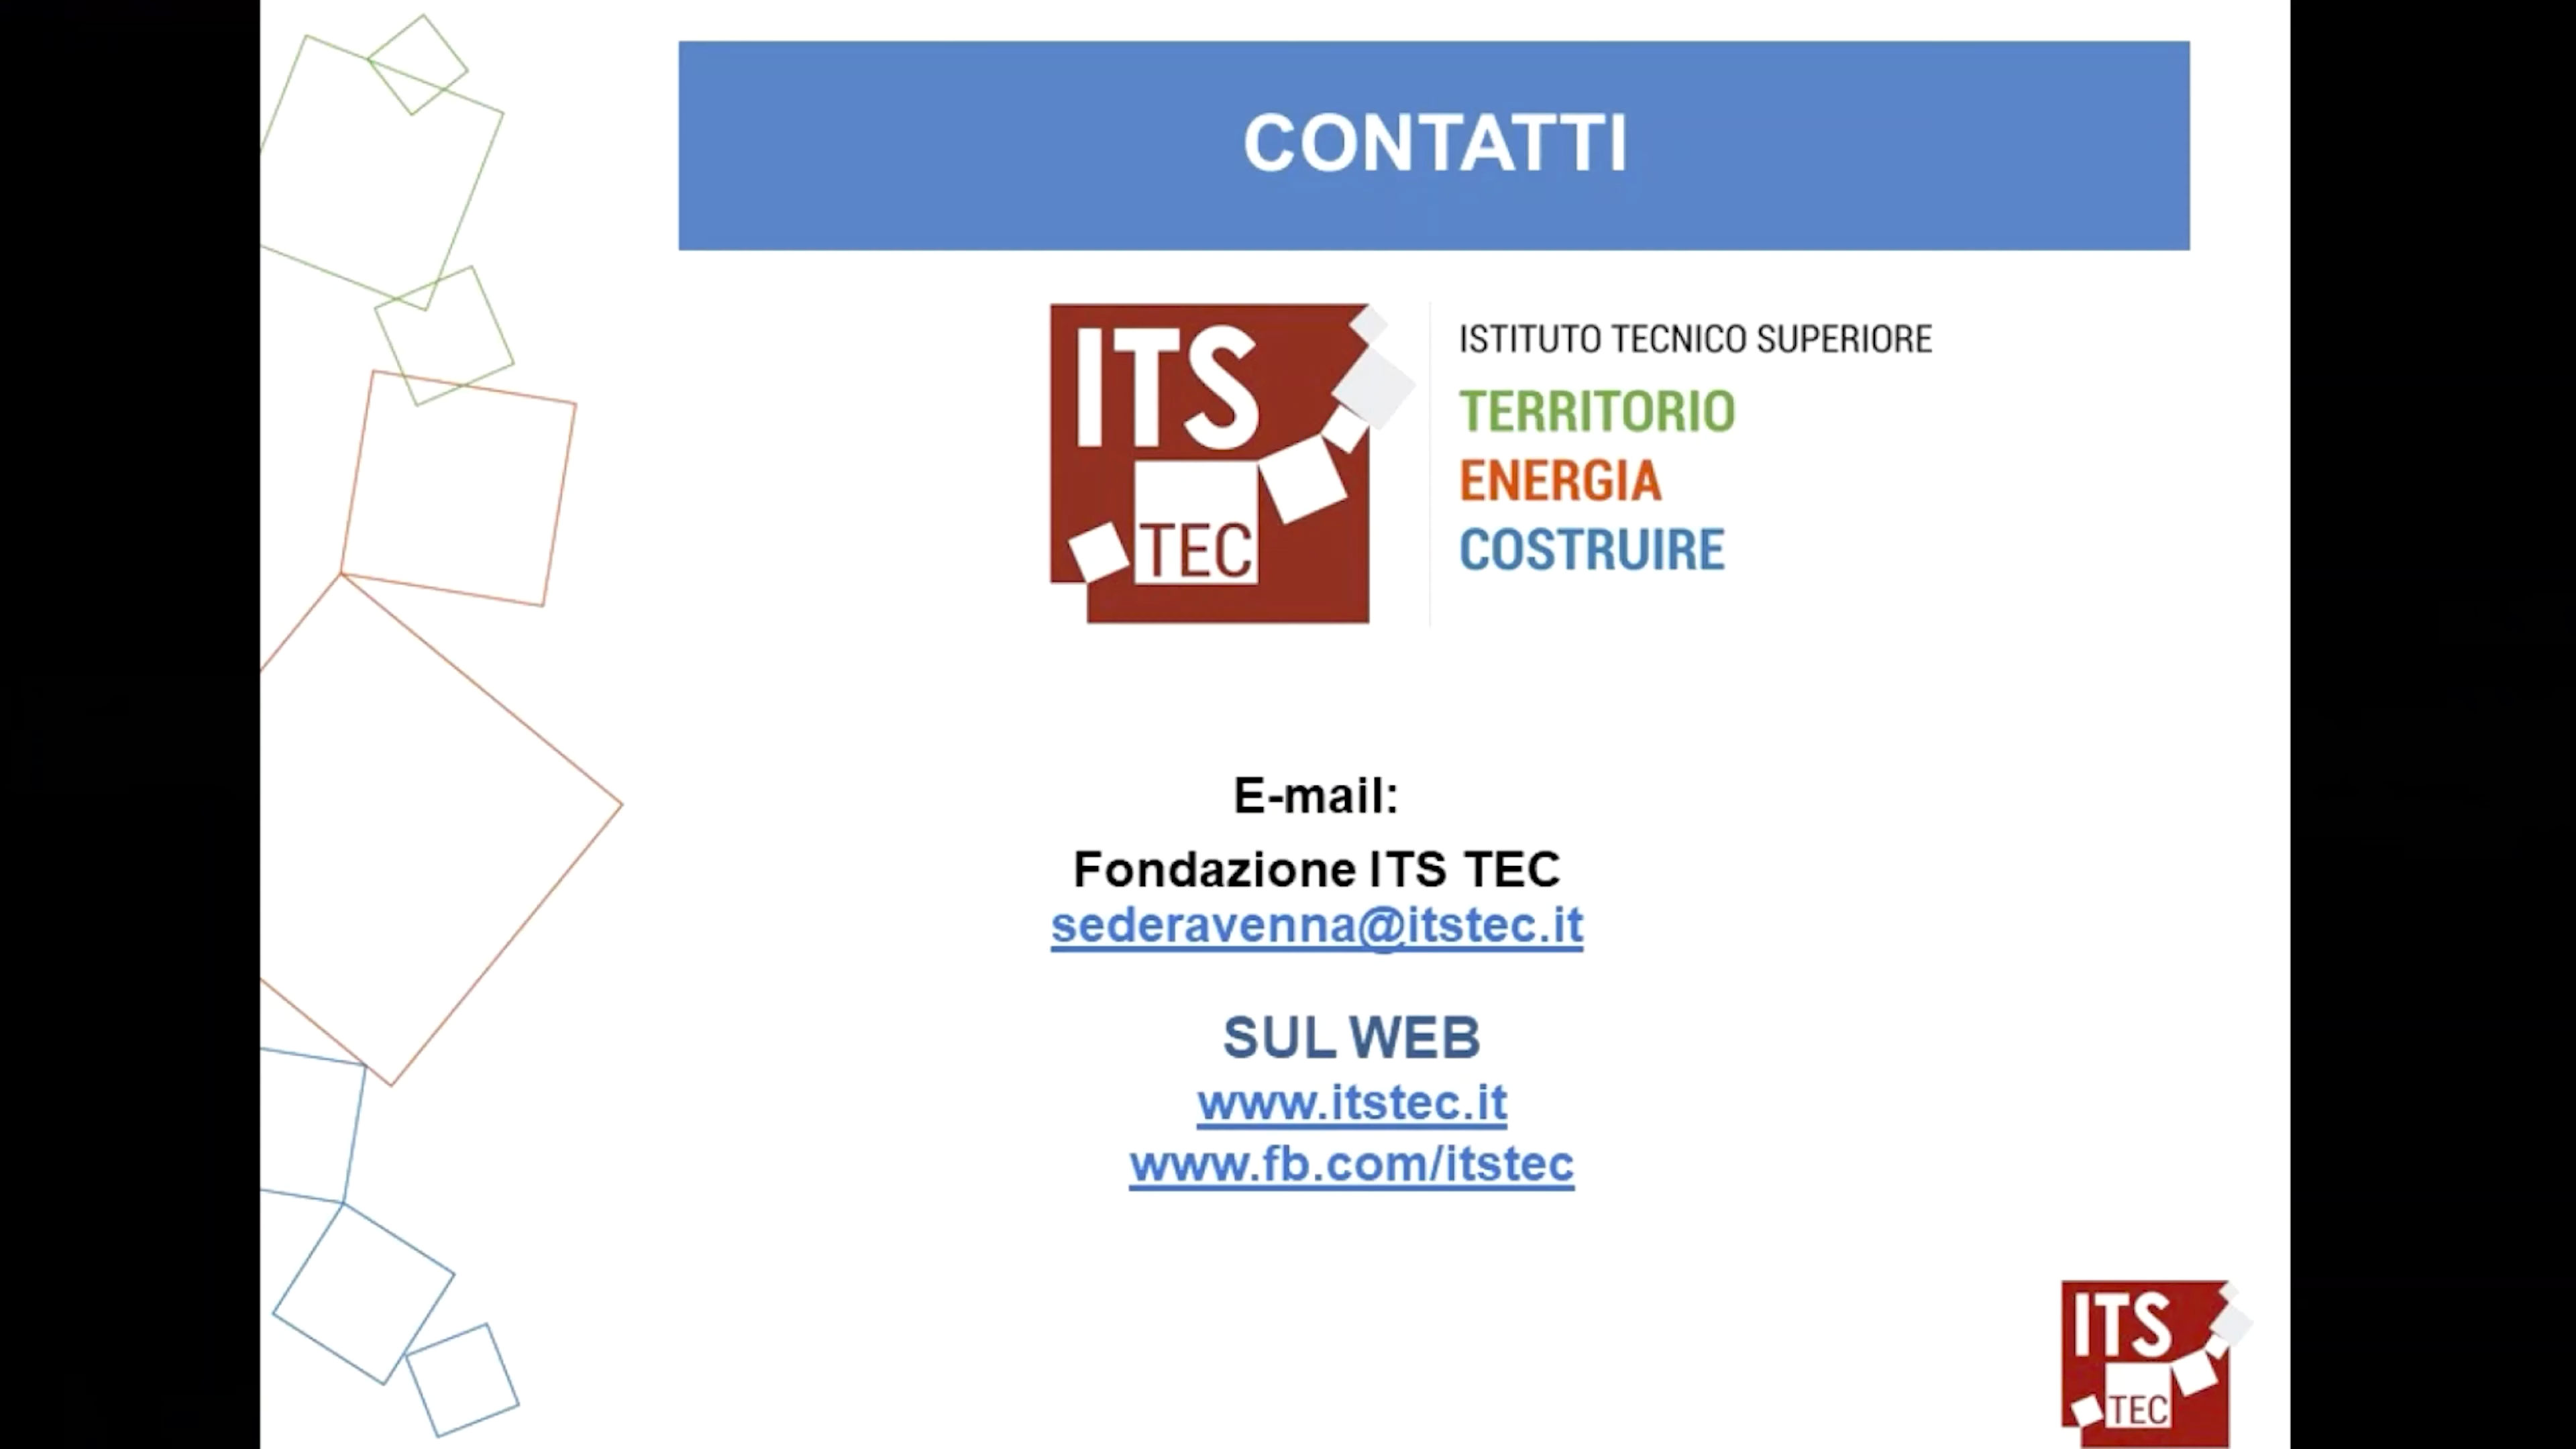 CONTATTI
ITS
TEC
ISTITUTO TECNICO SUPERIORE
TERRITORIO
ENERGIA
COSTRUIRE
E-mail:
Fondazione ITS TEC
sederavenna@itstec.it
SUL WEB
www.itstec.it
www.fb.com/itstec
ITS
TEC